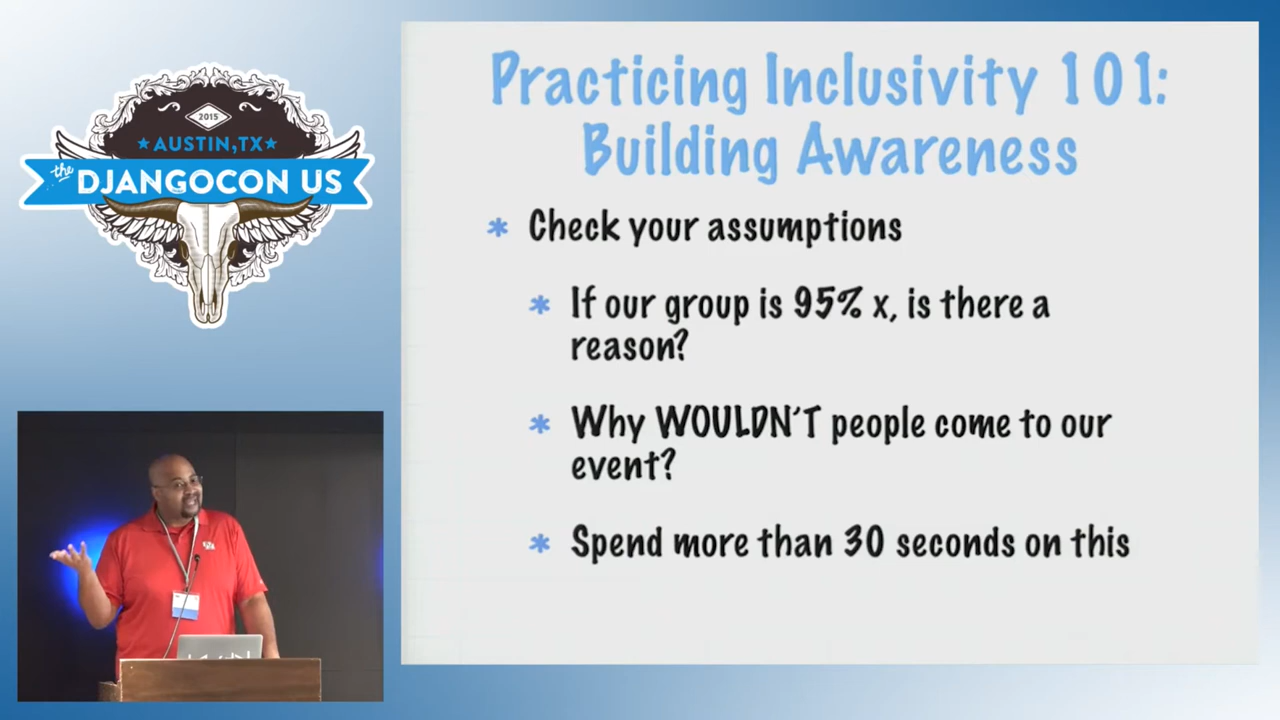 2015
★AUSTIN,TX★
the
DJANGOCON US
Practicing Inclusivity 101:
Building Awareness
* Check your assumptions
* If our group is 95% x, is there a
reason?
* Why WOULDN'T people come to our
event?
* Spend more than 30 seconds on this